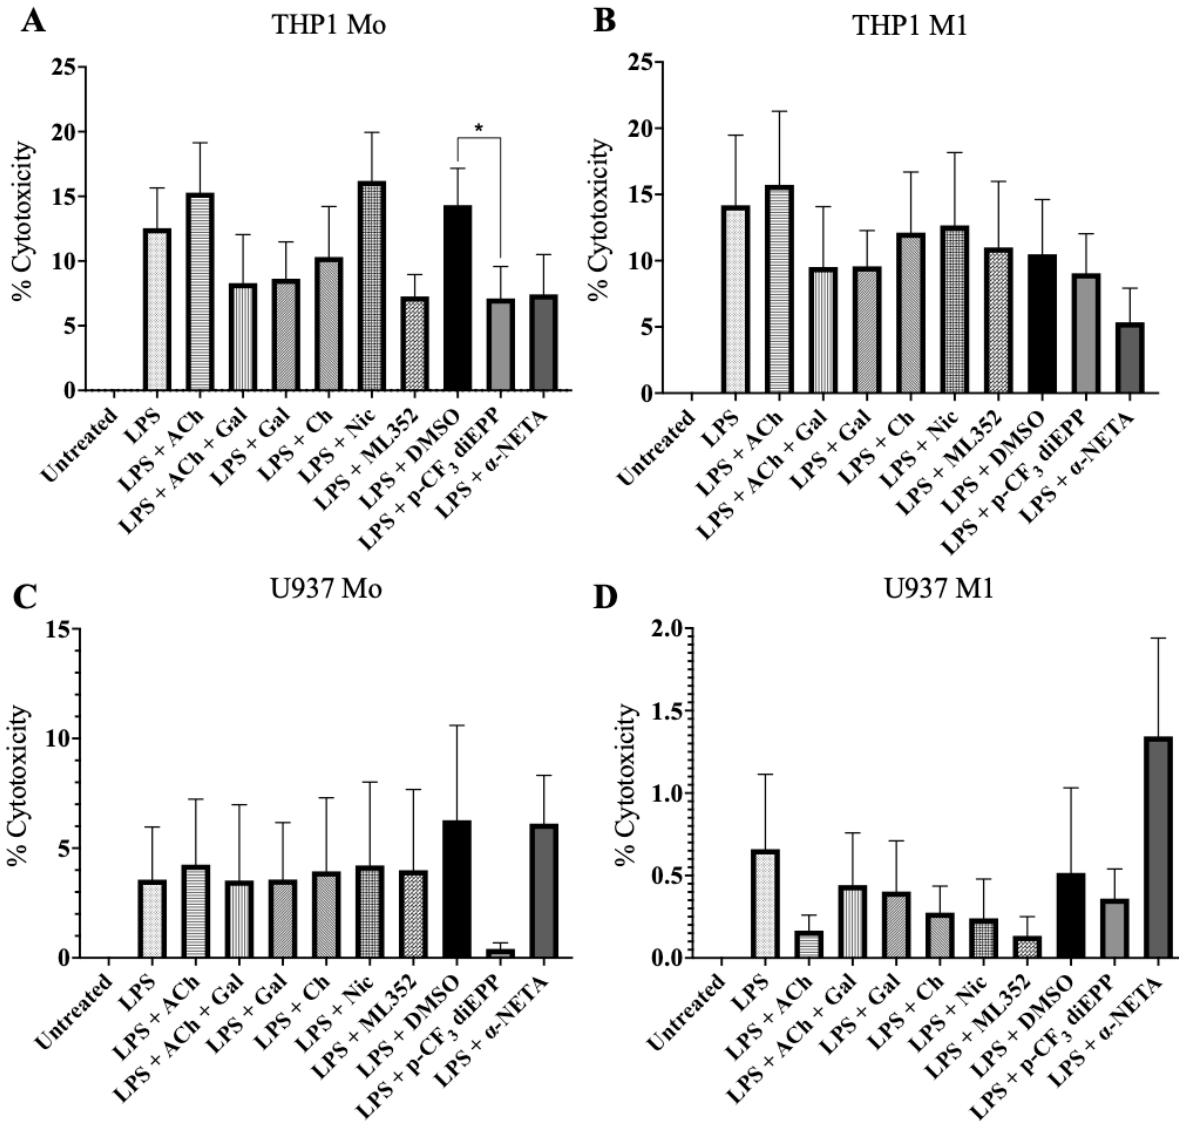 A
THP1 Mo
% Cytotoxicity
25
20
15
10
5
0
*
Untreated
LPS
LPS + ACh
LPS + ACh + Gal
LPS + Gal
LPS + Ch
LPS + Nic
LPS + ML352
LPS + DMSO
LPS + p-CF₃ diEPP
LPS + α-NETA
B
THP1 M1
% Cytotoxicity
25
20
15
10
5
0
Untreated
LPS
LPS + ACh
LPS + ACh + Gal
LPS + Gal
LPS + Ch
LPS + Nic
LPS + ML352
LPS + DMSO
LPS + p-CF₃ diEPP
LPS + α-NETA
C
U937 Mo
% Cytotoxicity
15
10
5
0
Untreated
LPS
LPS + ACh
LPS + ACh + Gal
LPS + Gal
LPS + Ch
LPS + Nic
LPS + ML352
LPS + DMSO
LPS + p-CF₃ diEPP
LPS + α-NETA
D
U937 M1
% Cytotoxicity
2.0
1.5
1.0
0.5
0.0
Untreated
LPS
LPS + ACh
LPS + ACh + Gal
LPS + Gal
LPS + Ch
LPS + Nic
LPS + ML352
LPS + DMSO
LPS + p-CF₃ diEPP
LPS + α-NETA